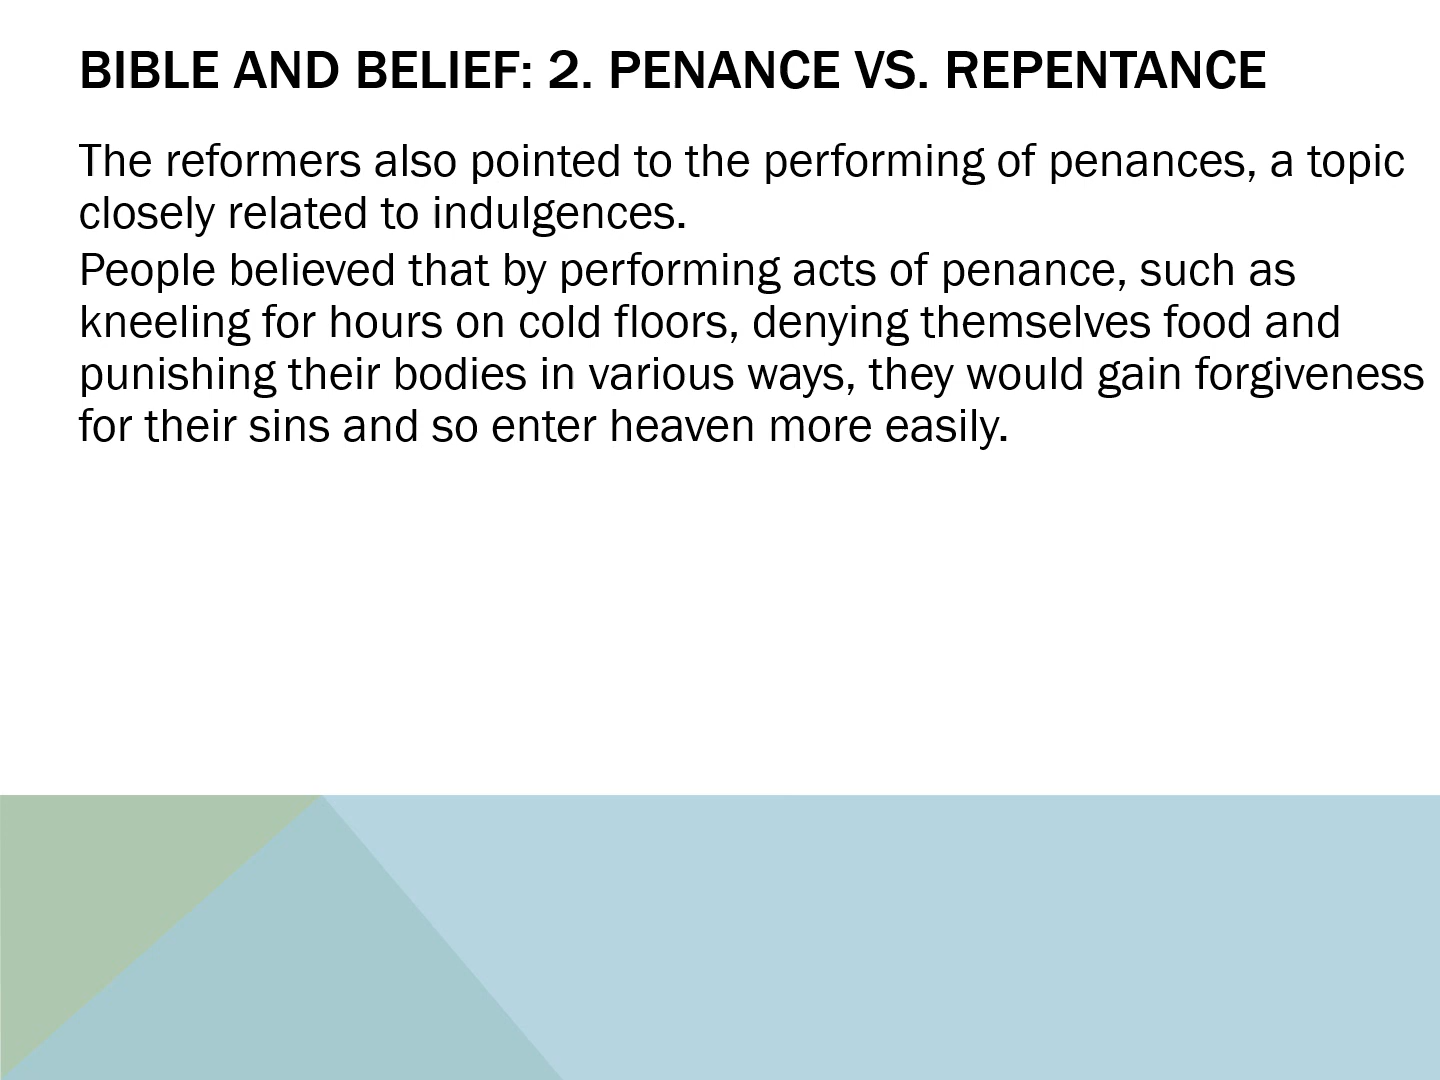 BIBLE AND BELIEF: 2. PENANCE VS. REPENTANCE
The reformers also pointed to the performing of penances, a topic
closely related to indulgences.
People believed that by performing acts of penance, such as
kneeling for hours on cold floors, denying themselves food and
punishing their bodies in various ways, they would gain forgiveness
for their sins and so enter heaven more easily.